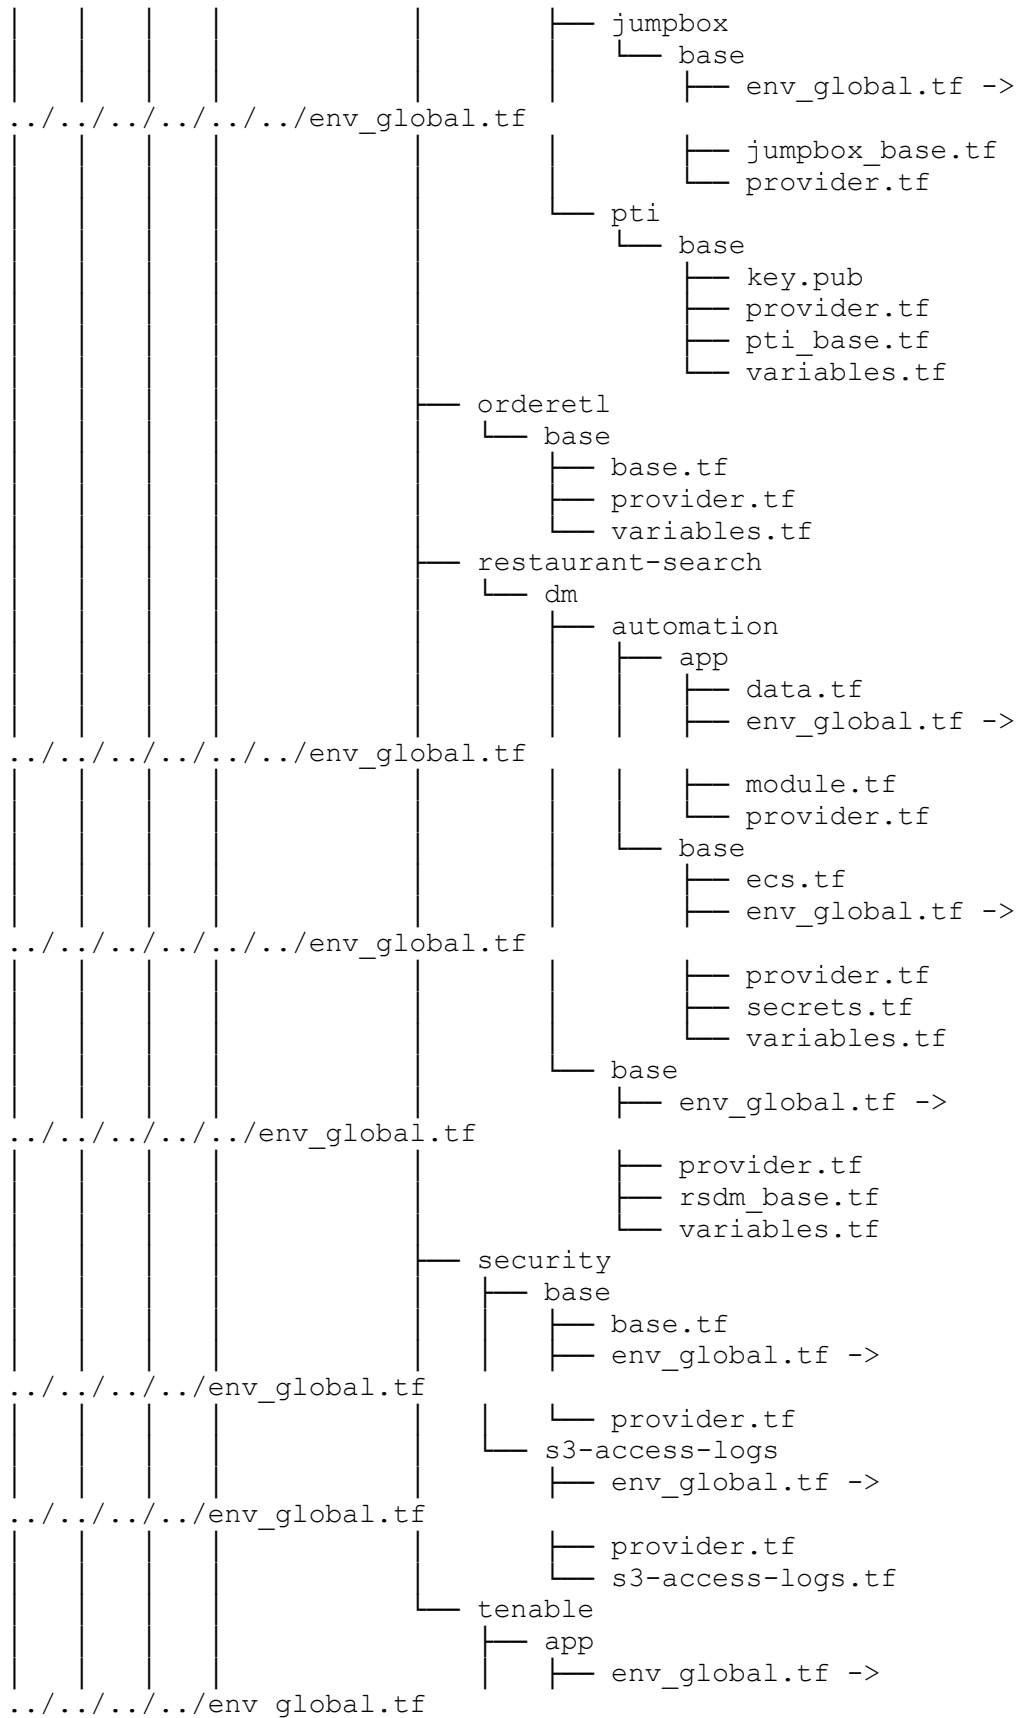 │   │   │   │           │       ├── jumpbox
│   │   │   │           │       │   └── base
│   │   │   │           │       │       ├── env_global.tf ->
../../../../../../env_global.tf
│   │   │   │           │       │       ├── jumpbox_base.tf
│   │   │   │           │       │       └── provider.tf
│   │   │   │           │       └── pti
│   │   │   │           │           └── base
│   │   │   │           │               ├── key.pub
│   │   │   │           │               ├── provider.tf
│   │   │   │           │               ├── pti_base.tf
│   │   │   │           │               └── variables.tf
│   │   │   │           ├── orderetl
│   │   │   │           │   └── base
│   │   │   │           │       ├── base.tf
│   │   │   │           │       ├── provider.tf
│   │   │   │           │       └── variables.tf
│   │   │   │           ├── restaurant-search
│   │   │   │           │   └── dm
│   │   │   │           │       ├── automation
│   │   │   │           │       │   ├── app
│   │   │   │           │       │   │   ├── data.tf
│   │   │   │           │       │   │   ├── env_global.tf ->
../../../../../../env_global.tf
│   │   │   │           │       │   │   ├── module.tf
│   │   │   │           │       │   │   └── provider.tf
│   │   │   │           │       │   └── base
│   │   │   │           │       │       ├── ecs.tf
│   │   │   │           │       │       ├── env_global.tf ->
../../../../../../env_global.tf
│   │   │   │           │       │       ├── provider.tf
│   │   │   │           │       │       ├── secrets.tf
│   │   │   │           │       │       └── variables.tf
│   │   │   │           │       └── base
│   │   │   │           │           ├── env_global.tf ->
../../../../../env_global.tf
│   │   │   │           │           ├── provider.tf
│   │   │   │           │           ├── rsdm_base.tf
│   │   │   │           │           └── variables.tf
│   │   │   │           ├── security
│   │   │   │           │   ├── base
│   │   │   │           │   │   ├── base.tf
│   │   │   │           │   │   ├── env_global.tf ->
../../../../env_global.tf
│   │   │   │           │   │   └── provider.tf
│   │   │   │           │   └── s3-access-logs
│   │   │   │           │       ├── env_global.tf ->
../../../../env_global.tf
│   │   │   │           │       ├── provider.tf
│   │   │   │           │       └── s3-access-logs.tf
│   │   │   │           └── tenable
│   │   │   │               ├── app
│   │   │   │               │   ├── env_global.tf ->
../../../../env_global.tf